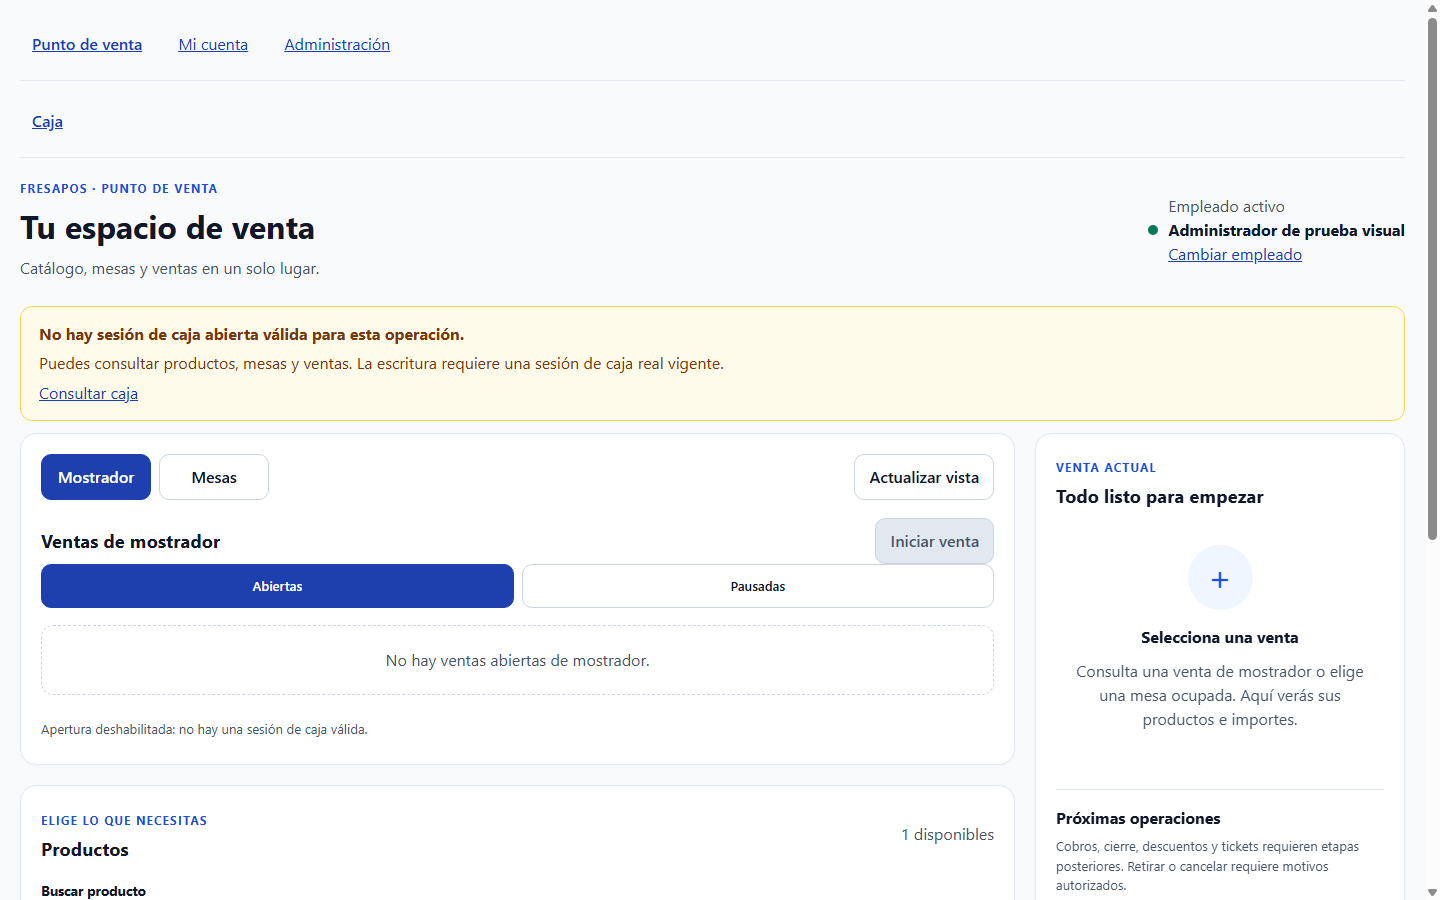 Punto de venta
Mi cuenta
Administración
Caja
FRESAPOS · PUNTO DE VENTA
Tu espacio de venta
Catálogo, mesas y ventas en un solo lugar.
Empleado activo
Administrador de prueba visual
Cambiar empleado
No hay sesión de caja abierta válida para esta operación.
Puedes consultar productos, mesas y ventas. La escritura requiere una sesión de caja real vigente.
Consultar caja
Mostrador
Mesas
Actualizar vista
Ventas de mostrador
Iniciar venta
Abiertas
Pausadas
No hay ventas abiertas de mostrador.
Apertura deshabilitada: no hay una sesión de caja válida.
ELIGE LO QUE NECESITAS
Productos
1 disponibles
Buscar producto
VENTA ACTUAL
Todo listo para empezar
+
Selecciona una venta
Consulta una venta de mostrador o elige
una mesa ocupada. Aquí verás sus
productos e importes.
Próximas operaciones
Cobros, cierre, descuentos y tickets requieren etapas
posteriores. Retirar o cancelar requiere motivos
autorizados.